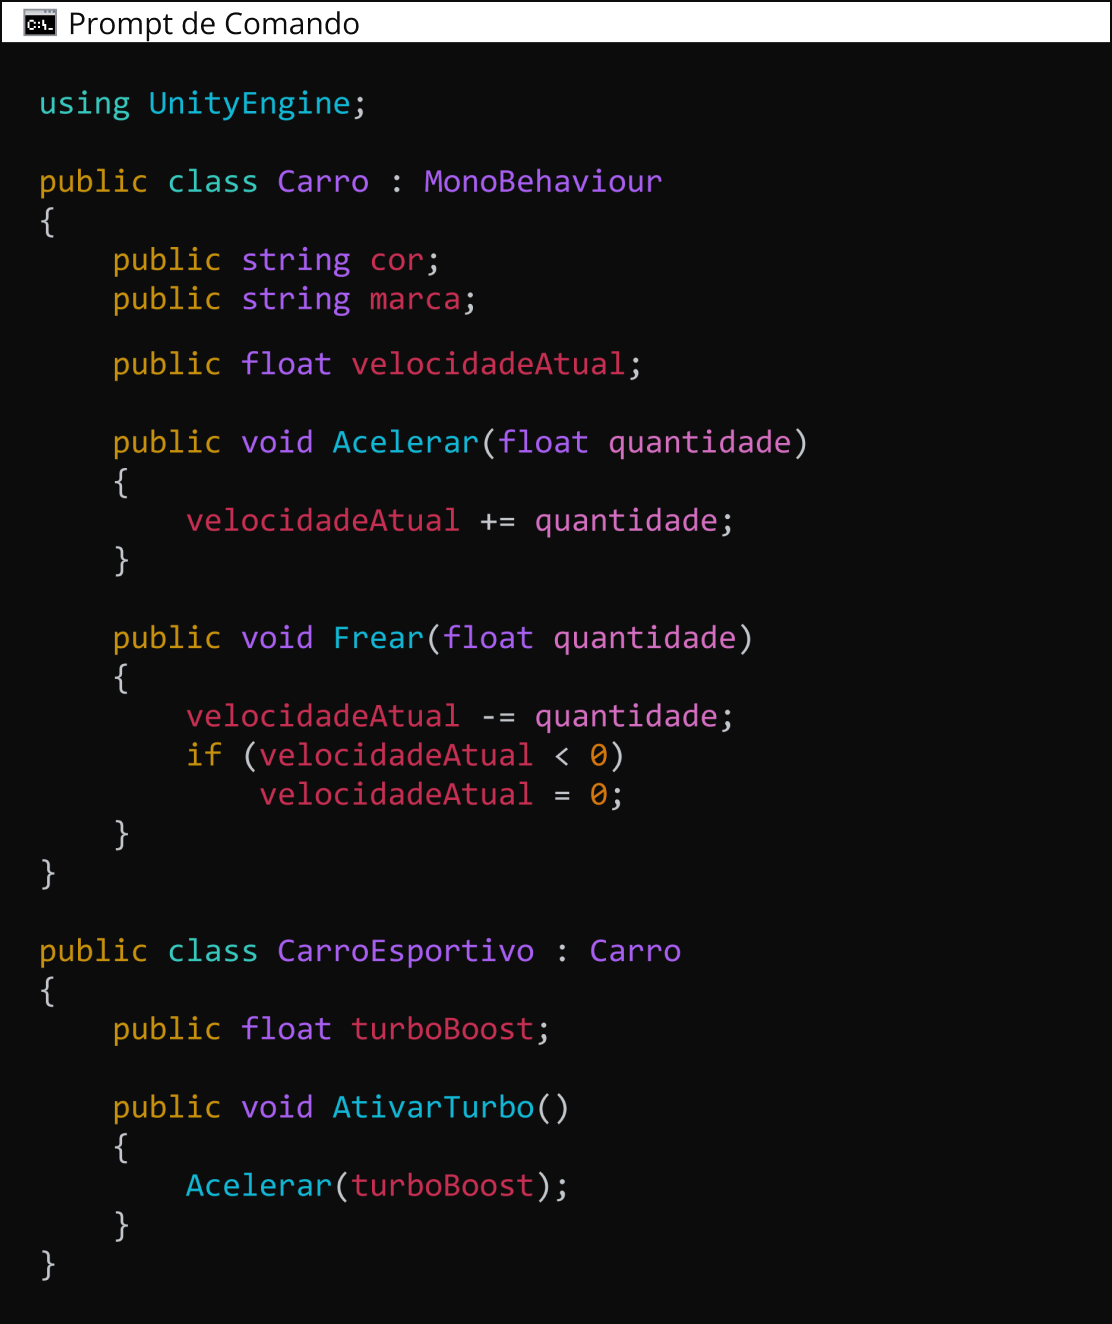 Prompt de Comando
using UnityEngine;
public class Carro : MonoBehaviour
{
    public string cor;
    public string marca;
    public float velocidadeAtual;
    public void Acelerar(float quantidade)
    {
        velocidadeAtual += quantidade;
    }
    public void Frear(float quantidade)
    {
        velocidadeAtual -= quantidade;
        if (velocidadeAtual < 0)
            velocidadeAtual = 0;
    }
}
public class CarroEsportivo : Carro
{
    public float turboBoost;
    public void AtivarTurbo()
    {
        Acelerar(turboBoost);
    }
}